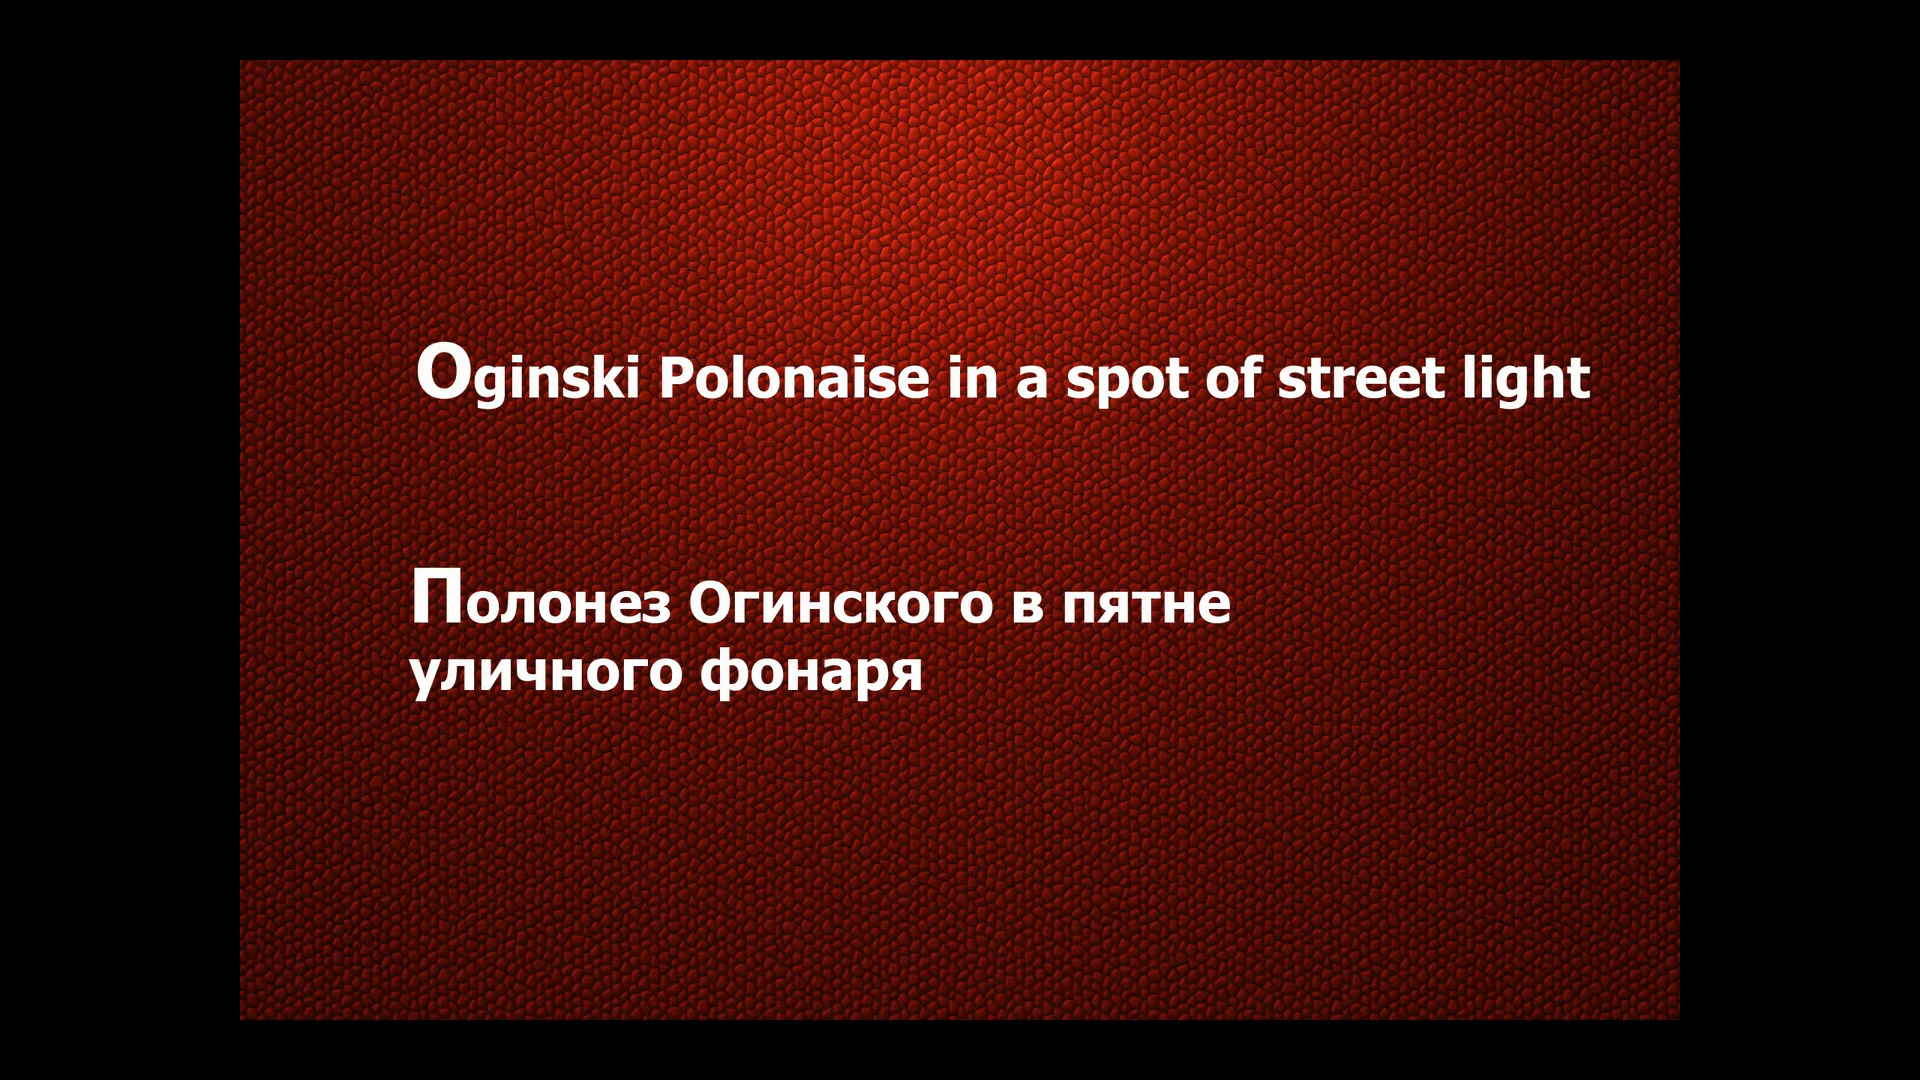 Oginski Polonaise in a spot of street light
Полонез Огинского в пятне
уличного фонаря